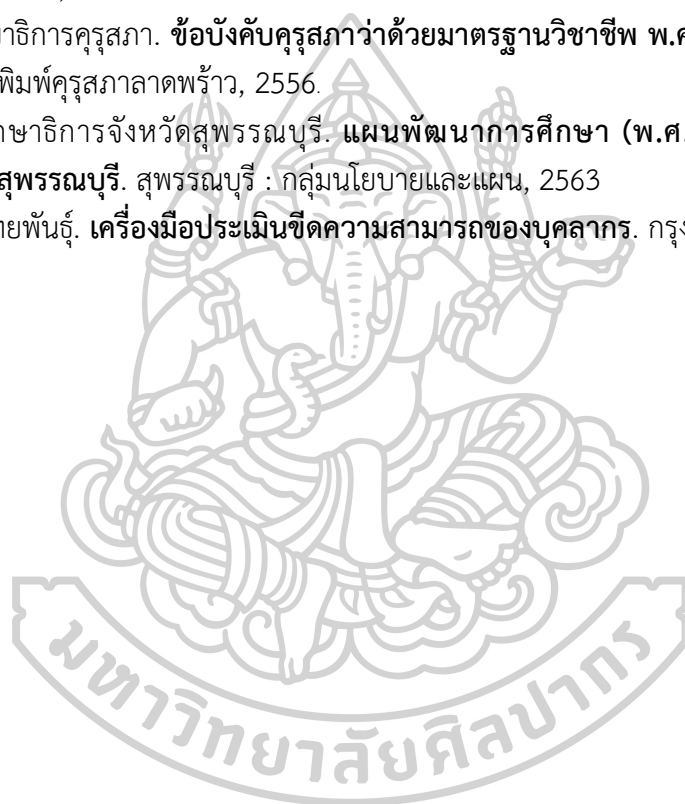 าธิการคุรุสภา. ข้อบังคับคุรุสภาว่าด้วยมาตรฐานวิชาชีพ พ.ศ
พิมพ์คุรุสภาลาดพร้าว, 2556.
กษาธิการจังหวัดสุพรรณบุรี. แผนพัฒนาการศึกษา (พ.ศ.
สุพรรณบุรี. สุพรรณบุรี : กลุ่มนโยบายและแผน, 2563
ทยพันธุ์. เครื่องมือประเมินขีดความสามารถของบุคลากร. กรุง
มหาวิทยาลัยศิลปากร